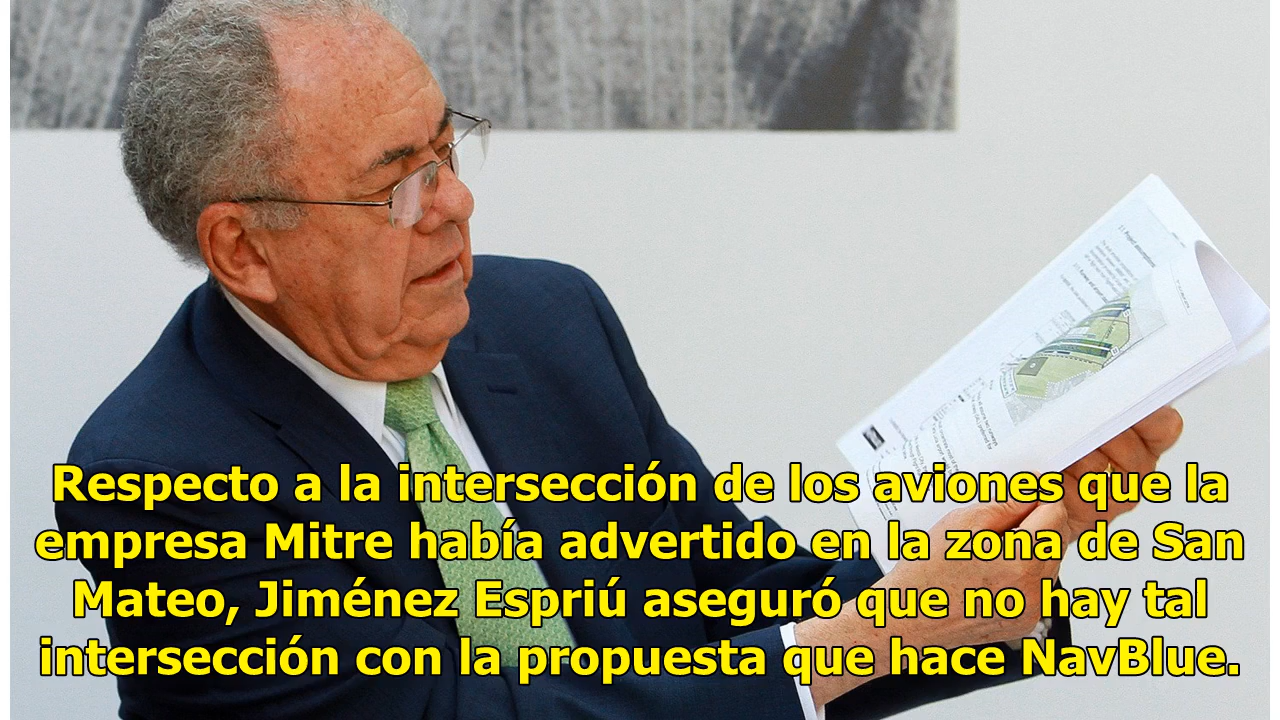 Respecto a la intersección de los aviones que la
empresa Mitre había advertido en la zona de San
Mateo, Jiménez Espriú aseguró que no hay tal
intersección con la propuesta que hace NavBlue.